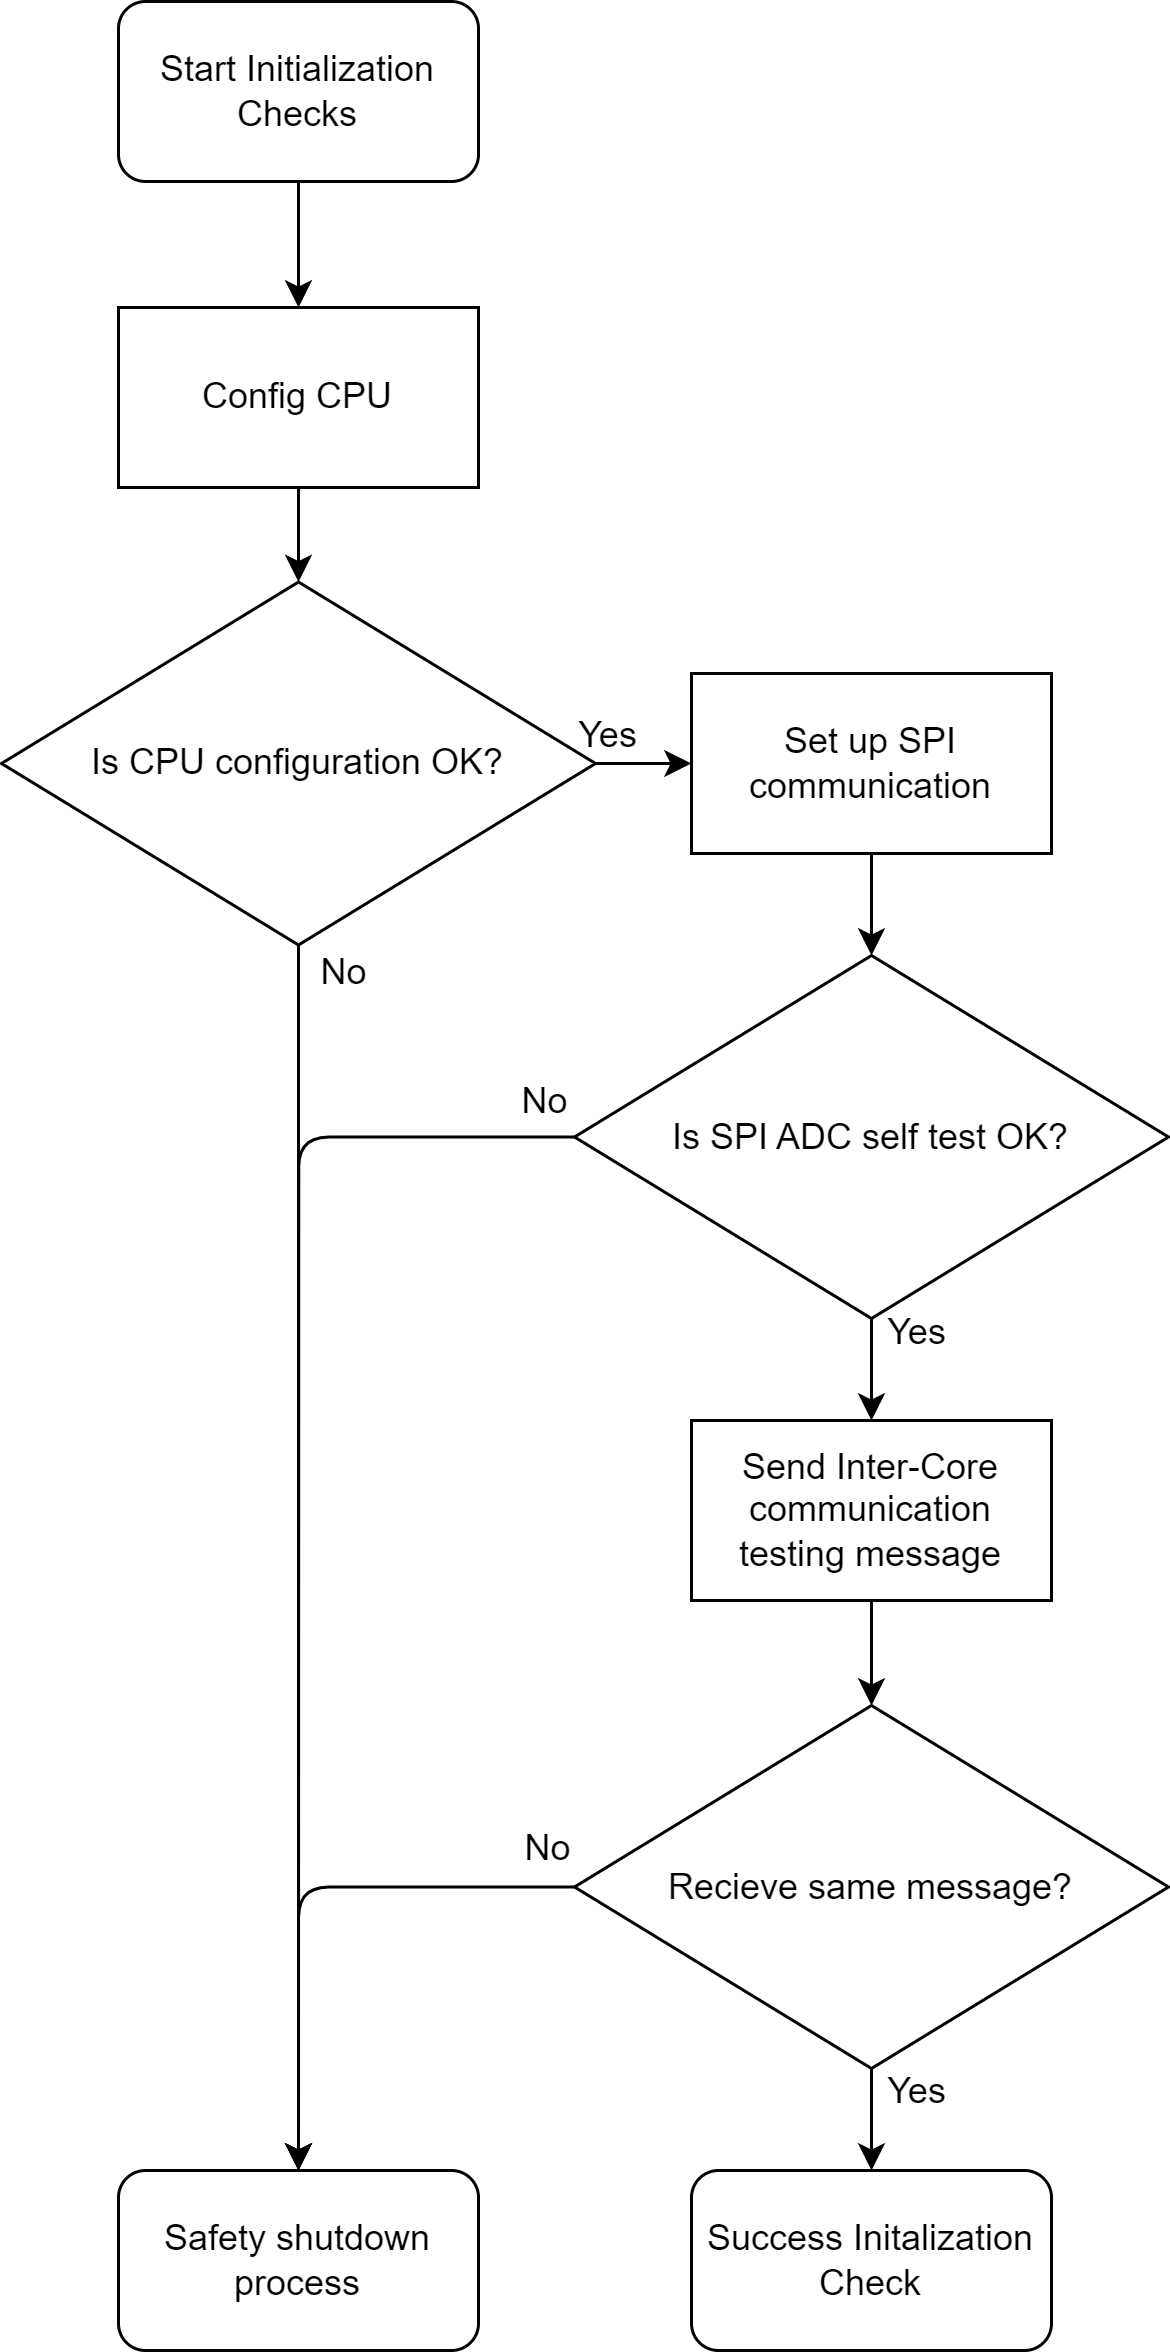 Start Initialization
Checks
Config CPU
Is CPU configuration OK?
Yes
Set up SPI
communication
No
No
Is SPI ADC self test OK?
Yes
Send Inter-Core
communication
testing message
No
Recieve same message?
Yes
Safety shutdown
process
Success Initalization
Check